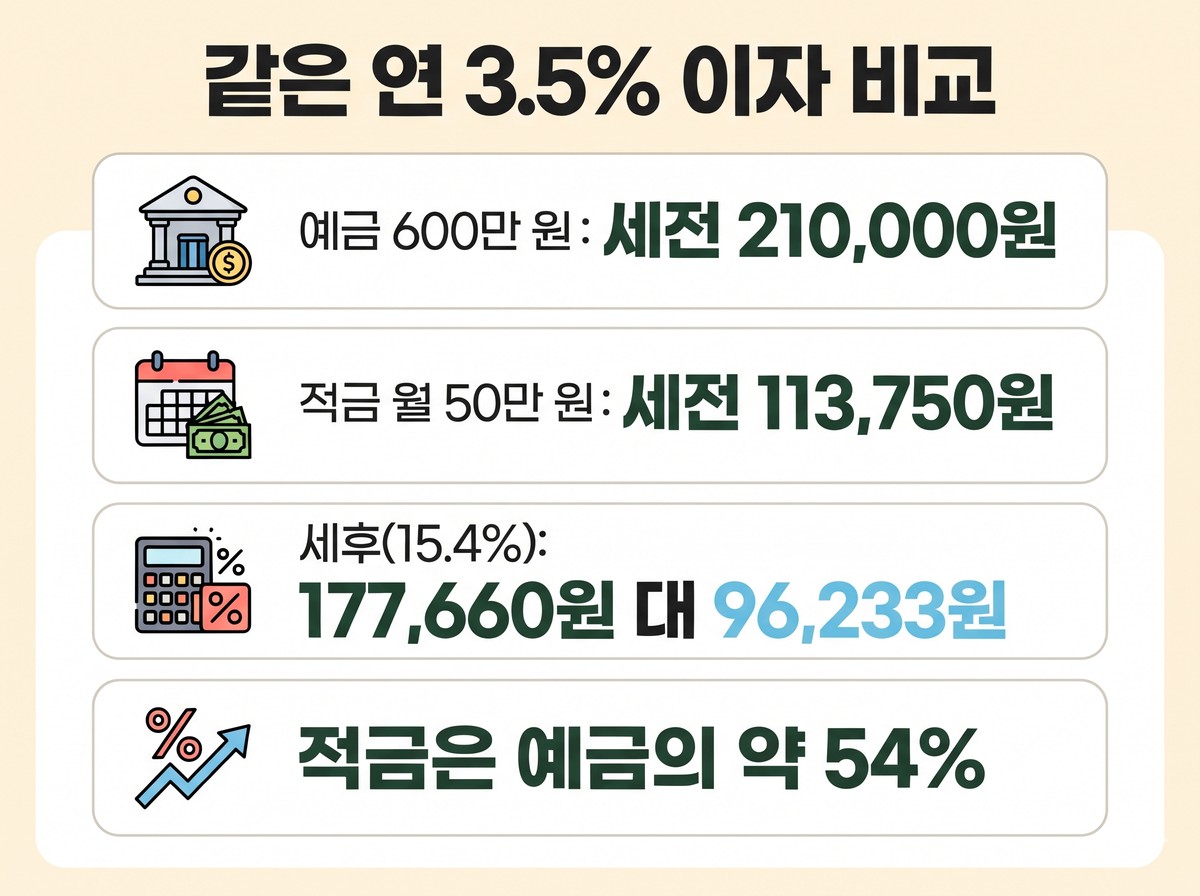 같은 연 3.5% 이자 비교
예금 600만 원: 세전 210,000원
적금 월 50만 원: 세전 113,750원
세후(15.4%):
177,660원 대 96,233원
적금은 예금의 약 54%